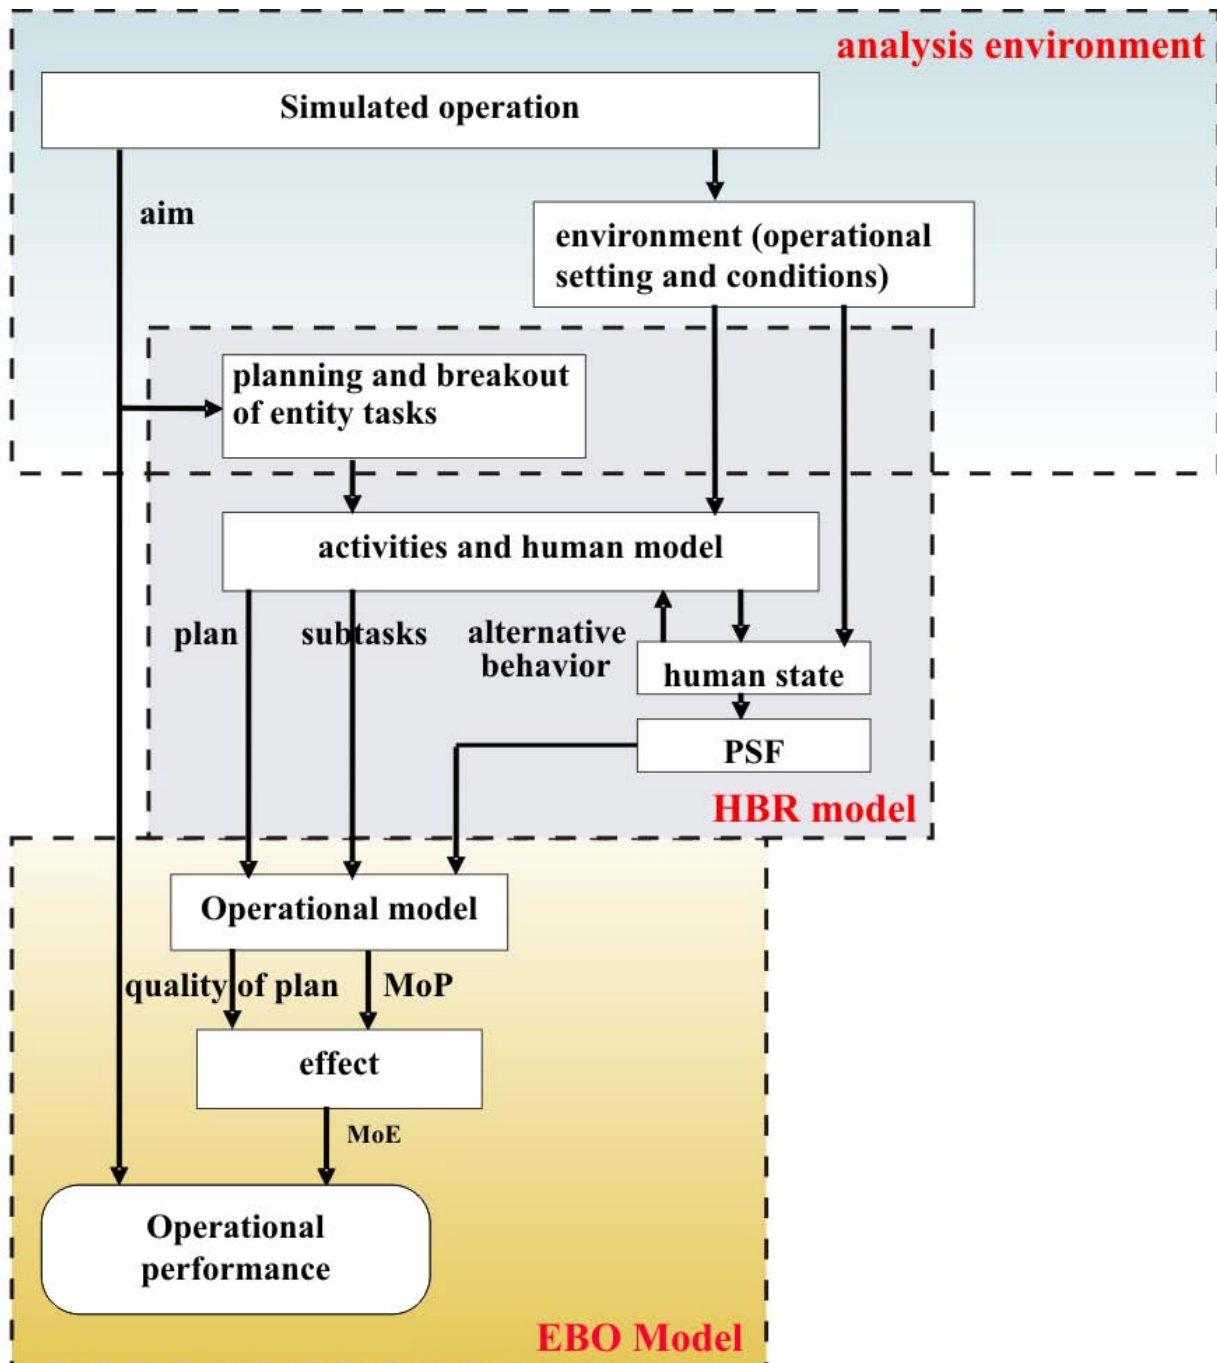 analysis environment
Simulated operation
aim
environment (operational
setting and conditions)
planning and breakout
of entity tasks
activities and human model
plan
subtasks
alternative
behavior
human state
PSF
HBR model
Operational model
quality of plan
MoP
effect
MoE
Operational
performance
EBO Model